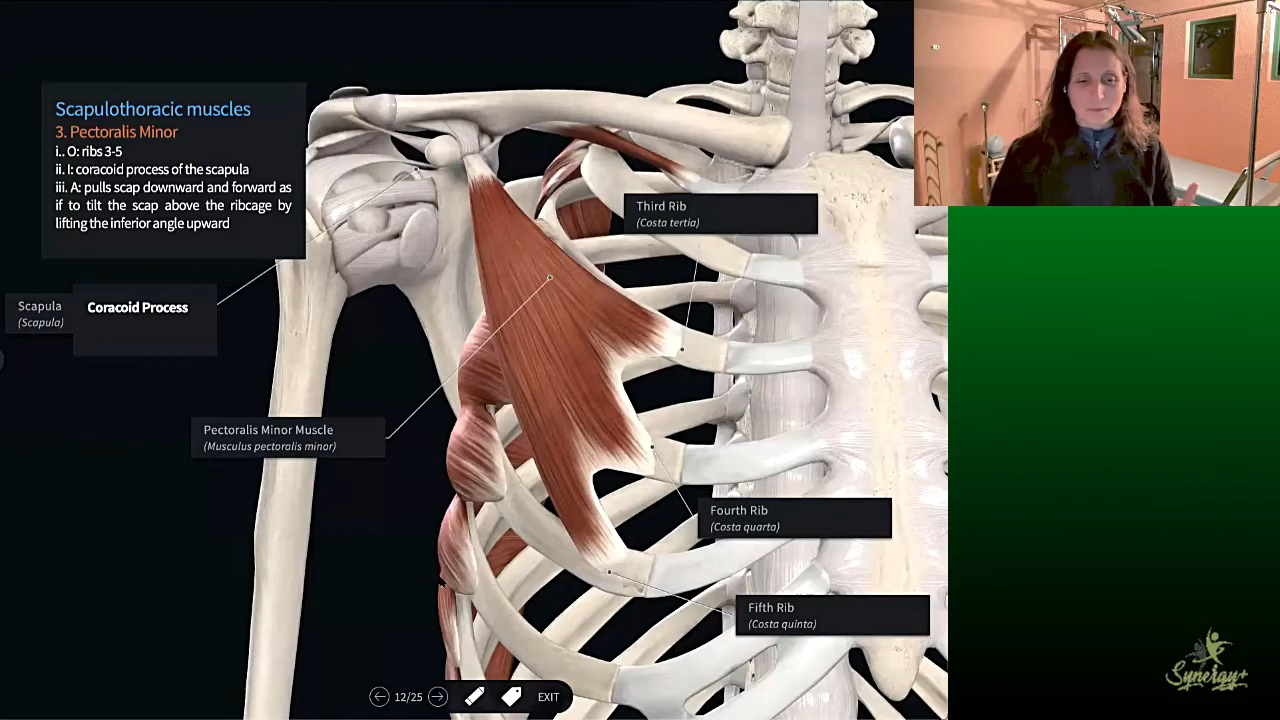 Scapulothoracic muscles
3. Pectoralis Minor
i.. O: ribs 3-5
ii. I: coracoid process of the scapula
iii. A: pulls scap downward and forward as
if to tilt the scap above the ribcage by
lifting the inferior angle upward
Third Rib
(Costa tertia)
Scapula
(Scapula)
Coracoid Process
Pectoralis Minor Muscle
(Musculus pectoralis minor)
Fourth Rib
(Costa quarta)
Fifth Rib
(Costa quinta)
12/25
EXIT
Synergy+